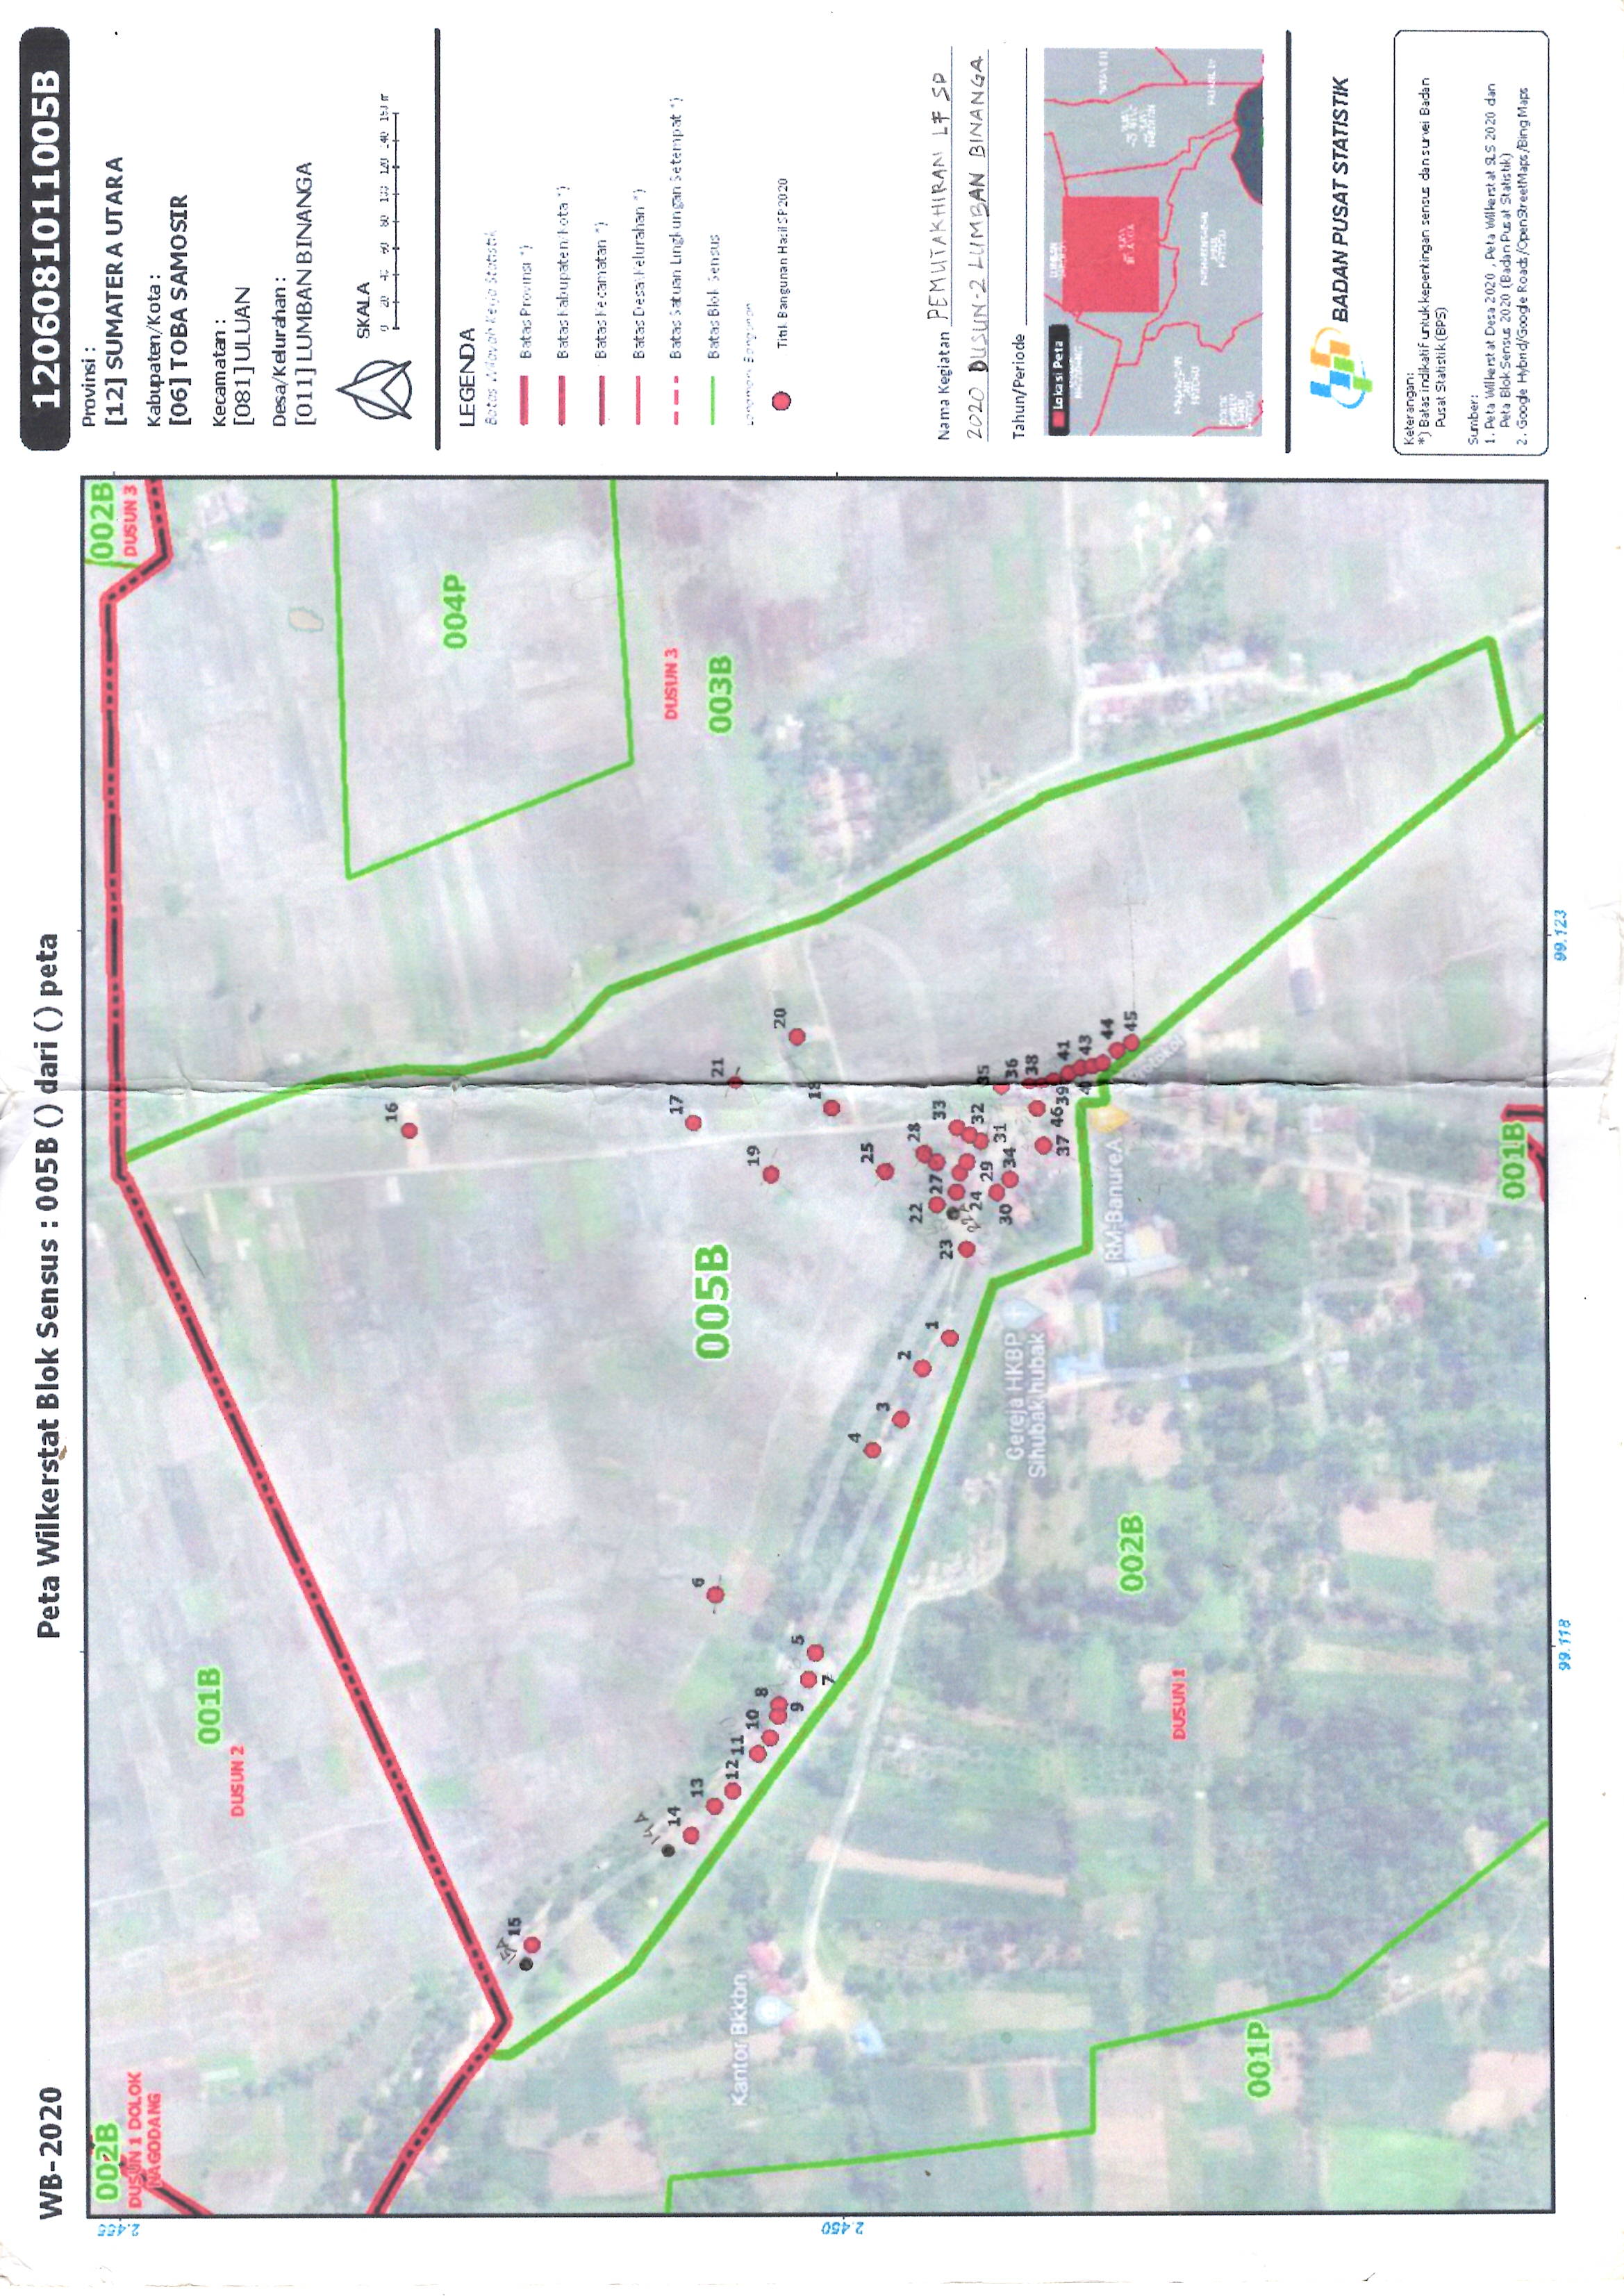 WB-2020
Peta Wilkerstat Blok Sensus : 005B () dari () peta
1206081011005B
Provinsi :
[12] SUMATERA UTARA
Kabupaten/Kota :
[06] TOBA SAMOSIR
Kecamatan :
[081] ULUAN
Desa/Kelurahan :
[011] LUMBAN BINANGA
SKALA
0 20 40 60 80 100 120 140 160 m
LEGENDA
Batas Wilayah Kerja Statistik
Batas Provinsi *)
Batas Kabupaten/Kota *)
Batas Kecamatan *)
Batas Desa/Kelurahan *)
Batas Satuan Lingkungan Setempat *)
Batas Blok Sensus
Landmark Bangunan
Titik Bangunan Hasil SP2020
Nama Kegiatan PEMUTAKHIRAN LF SP
2020 DUSUN-2 LUMBAN BINANGA
Tahun/Periode
Lokasi Peta
BADAN PUSAT STATISTIK
Keterangan:
*) Batas indikatif untuk kepentingan sensus dan survei Badan
Pusat Statistik (BPS)
Sumber:
1. Peta Wilkerstat Desa 2020 , Peta Wilkerstat SLS 2020 dan
Peta Blok Sensus 2020 (Badan Pusat Statistik)
2. Google Hybrid/Google Roads/OpenStreetMaps/Bing Maps
2.455
002B
DUSUN 1 DOLOK
NAGODANG
001B
DUSUN 2
002B
DUSUN 3
16
004P
15A
15
14A
14
13
12
11
10
8
9
7
5
6
005B
17
21
19
20
18
DUSUN 3
003B
Kantor Bkkbn
2.450
4
3
2
1
25
22
28
27
23
33
22A
24
32
29
31
30
34
35
36
38
37
46
39
41
43
4
44
45
Gereja HKBP
Sihubak hubak
RM-BanureA
002B
DUSUN 1
001P
001B
99.118
99.123